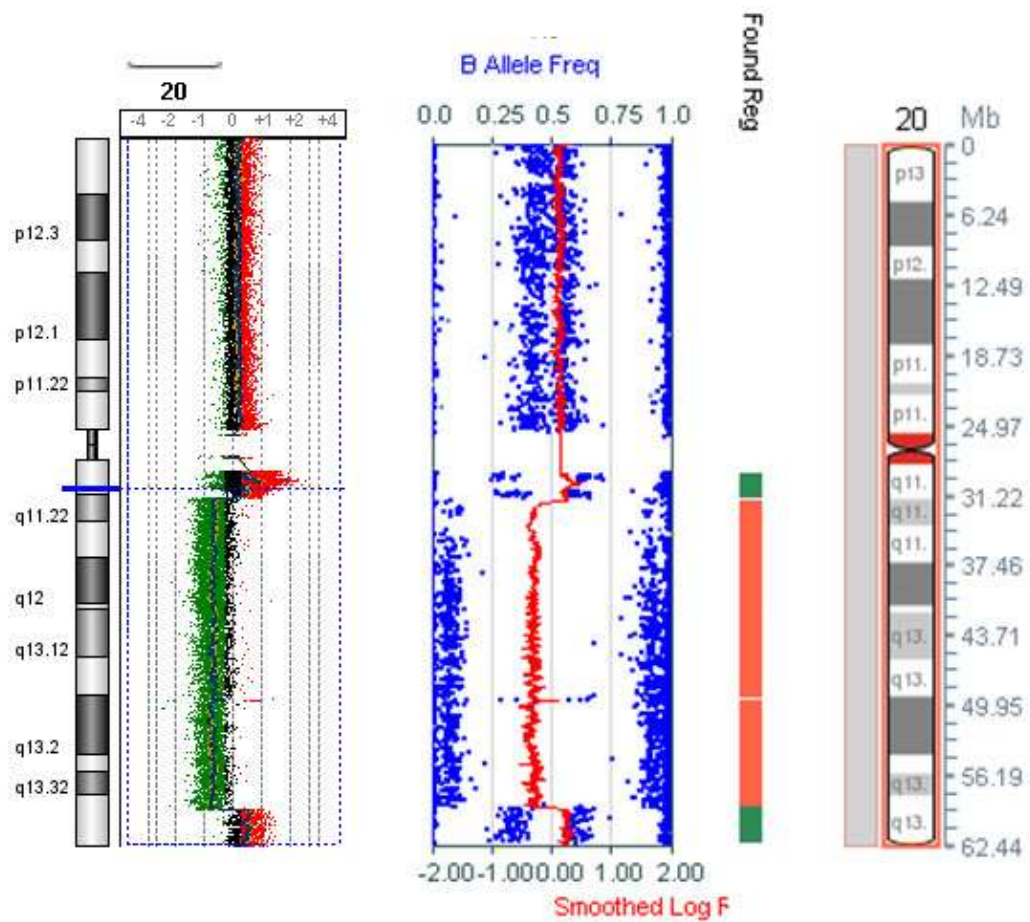 20
-4 -2 -1 0 +1 +2 +4
p12.3
p12.1
p11.22
q11.22
q12
q13.12
q13.2
q13.32
B Allele Freq
0.0 0.25 0.5 0.75 1.0
-2.00 -1.00 0.00 1.00 2.00
Smoothed Log F
Found Reg
20 Mb
p13
p12.
p11.
p11.
q11.
q11.
q11.
q13.
q13.
q13.
q13.
0
6.24
12.49
18.73
24.97
31.22
37.46
43.71
49.95
56.19
62.44